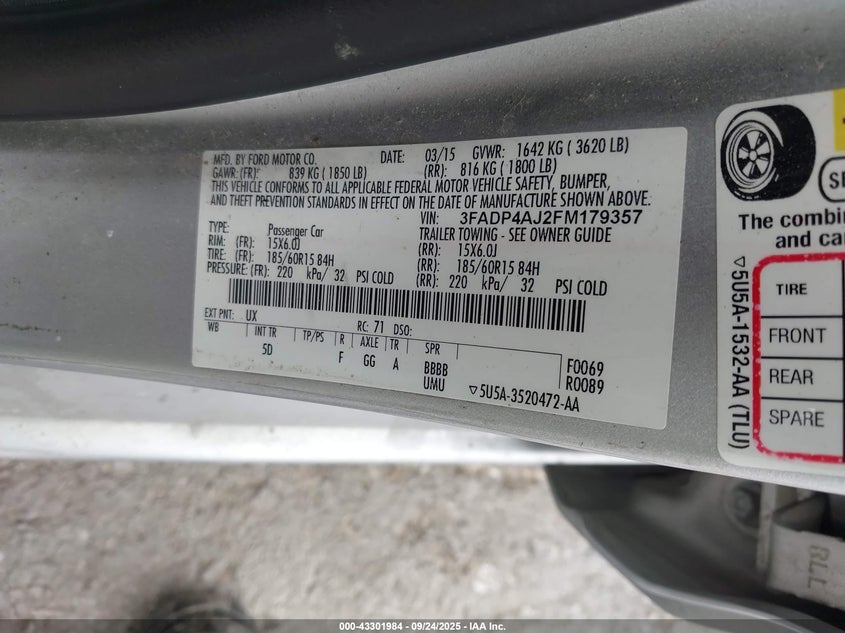 MFD. BY FORD MOTOR CO. DATE: 03/15 GVWR: 1642 KG ( 3620 LB)
GAWR: (FR): 839 KG ( 1850 LB) (RR): 816 KG ( 1800 LB)
THIS VEHICLE CONFORMS TO ALL APPLICABLE FEDERAL MOTOR VEHICLE SAFETY, BUMPER,
AND THEFT PREVENTION STANDARDS IN EFFECT ON THE DATE OF MANUFACTURE SHOWN ABOVE.
VIN: 3FADP4AJ2FM179357
TYPE: Passenger Car TRAILER TOWING - SEE OWNER GUIDE
RIM: (FR): 15X6.0J (RR): 15X6.0J
TIRE: (FR): 185/60R15 84H (RR): 185/60R15 84H
PRESSURE: (FR): 220 kPa/ 32 PSI COLD (RR): 220 kPa/ 32 PSI COLD
EXT PNT: UX RC: 71 DSO:
WB INT TR TP/PS R AXLE TR SPR
5D F GG A BBBB F0069
UMU R0089
▽5U5A-3520472-AA
The combin
and ca
TIRE
FRONT
REAR
SPARE
▽5U5A-1532-AA (TLU)
RLL
000-43301984 / 09/24/2025 - IAA Inc.